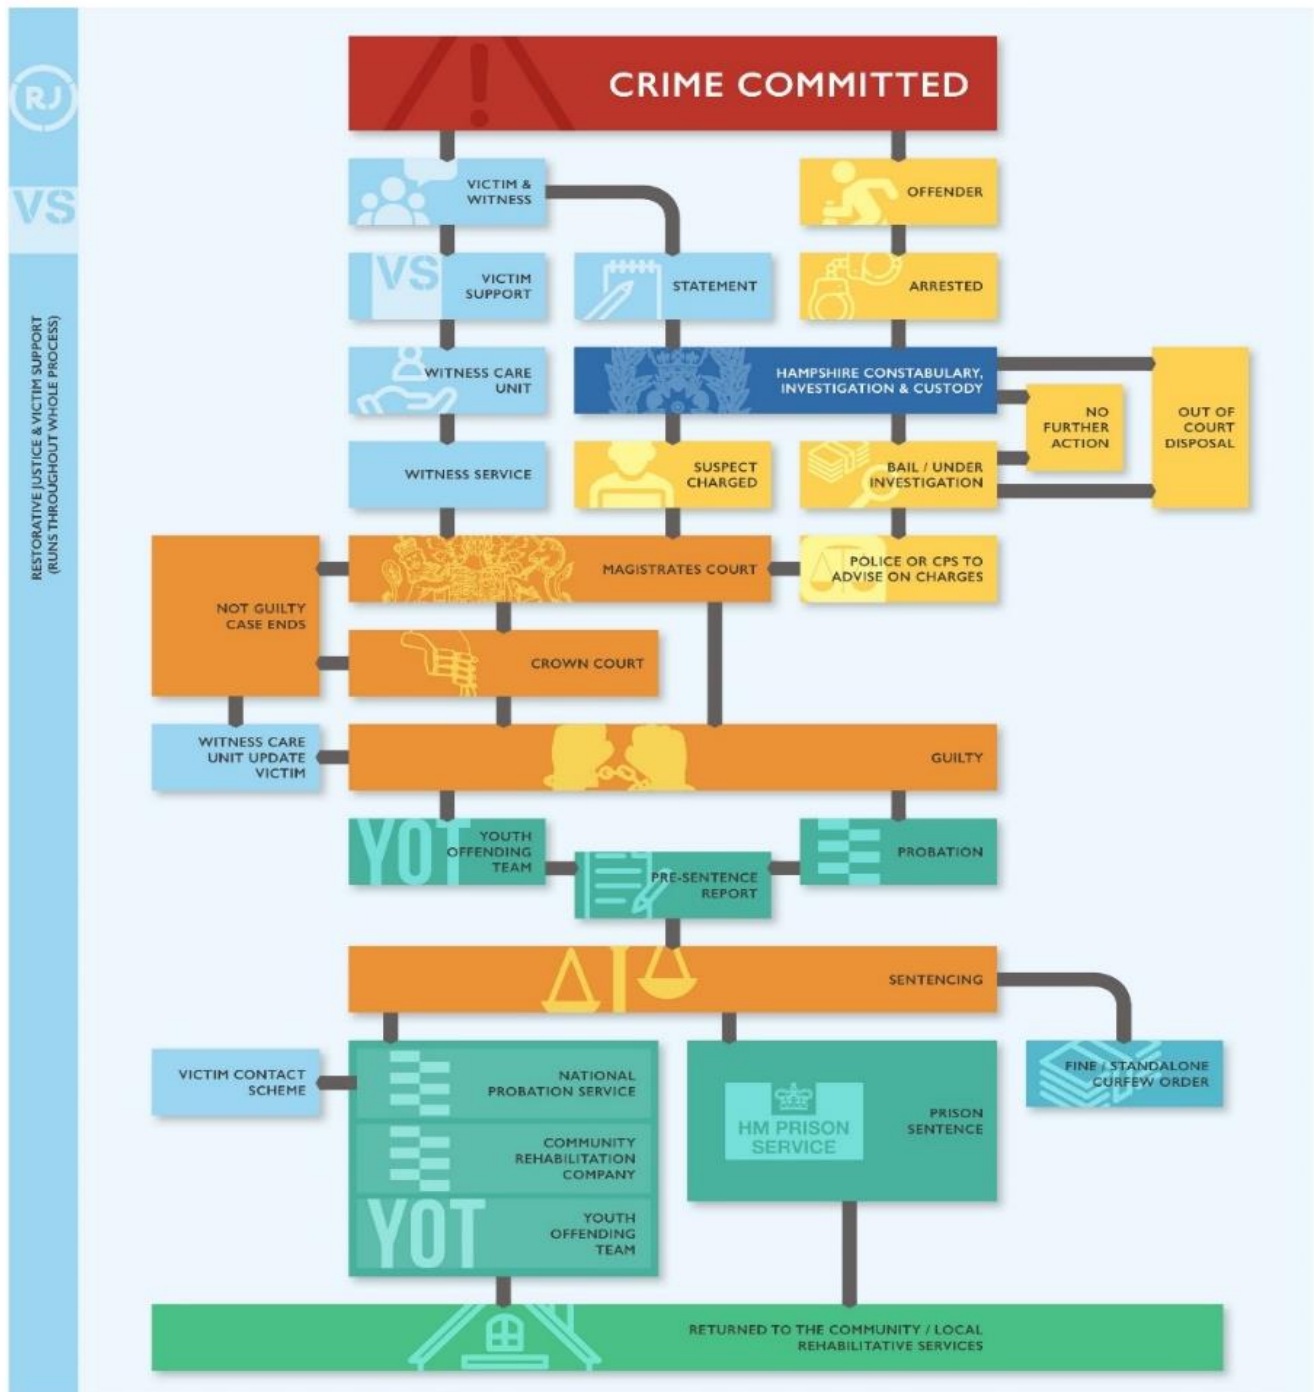 RJ
VS
RESTORATIVE JUSTICE & VICTIM SUPPORT
(RUNS THROUGHOUT WHOLE PROCESS)
CRIME COMMITTED
VICTIM &
WITNESS
OFFENDER
VS
VICTIM
SUPPORT
STATEMENT
ARRESTED
WITNESS CARE
UNIT
HAMPSHIRE CONSTABULARY,
INVESTIGATION & CUSTODY
NO
FURTHER
ACTION
OUT OF
COURT
DISPOSAL
WITNESS SERVICE
SUSPECT
CHARGED
BAIL / UNDER
INVESTIGATION
MAGISTRATES COURT
POLICE OR CPS TO
ADVISE ON CHARGES
NOT GUILTY
CASE ENDS
CROWN COURT
WITNESS CARE
UNIT UPDATE
VICTIM
GUILTY
YOT
YOUTH
OFFENDING
TEAM
PRE-SENTENCE
REPORT
PROBATION
SENTENCING
VICTIM CONTACT
SCHEME
NATIONAL
PROBATION SERVICE
COMMUNITY
REHABILITATION
COMPANY
YOT
YOUTH
OFFENDING
TEAM
HM PRISON
SERVICE
PRISON
SENTENCE
FINE / STANDALONE
CURFEW ORDER
RETURNED TO THE COMMUNITY / LOCAL
REHABILITATIVE SERVICES